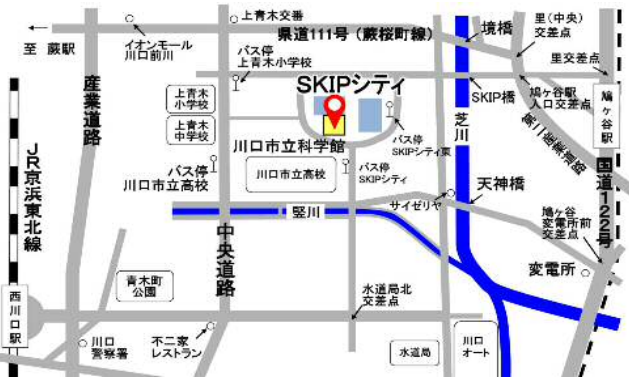 上青木交番
至 蕨駅
イオンモール
川口前川
県道111号（蕨桜町線）
境橋
里（中央）
交差点
里交差点
バス停
上青木小学校
産業道路
上青木
小学校
上青木
中学校
SKIPシティ
SKIP橋
鳩ヶ谷駅
入口交差点
鳩ヶ谷駅
芝川
第二産業道路
川口市立科学館
バス停
SKIPシティ東
バス停
川口市立高校
川口市立高校
バス停
SKIPシティ
国道122号
JR京浜東北線
サイゼリヤ
天神橋
竪川
中央道路
鳩ヶ谷
変電所前
交差点
変電所
青木町
公園
水道局北
交差点
西川口駅
川口
警察署
不二家
レストラン
水道局
川口
オート